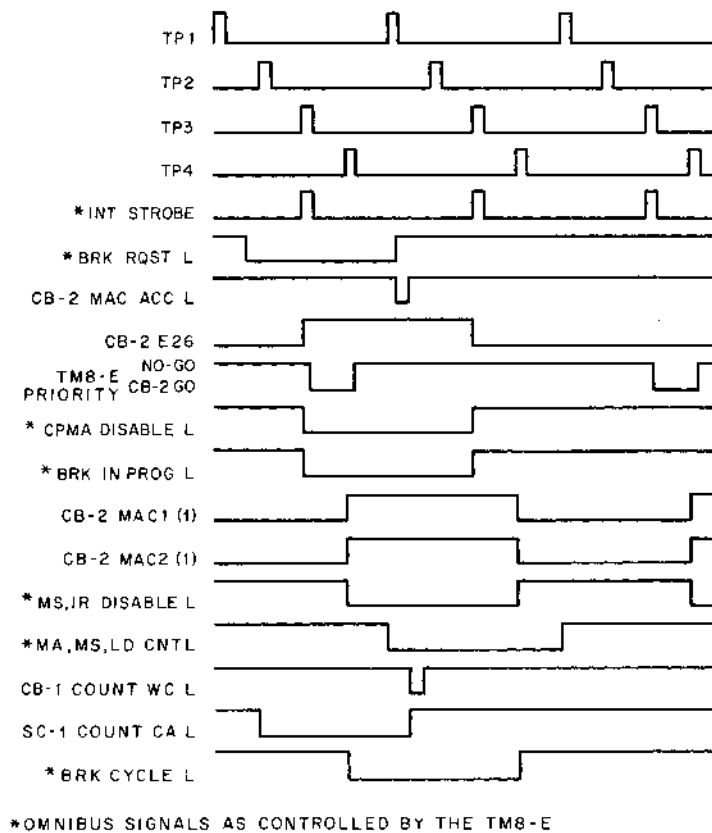 TP1
TP2
TP3
TP4
*INT STROBE
*BRK RQST L
CB-2 MAC ACC L
CB-2 E26
NO-GO
TM8-E
CB-2 GO
PRIORITY
* CPMA DISABLE L
*BRK IN PROG L
CB-2 MAC1 (1)
CB-2 MAC2 (1)
*MS,IR DISABLE L
*MA,MS,LD CNTL
CB-1 COUNT WC L
SC-1 COUNT CA L
*BRK CYCLE L
*OMNIBUS SIGNALS AS CONTROLLED BY THE TM8-E